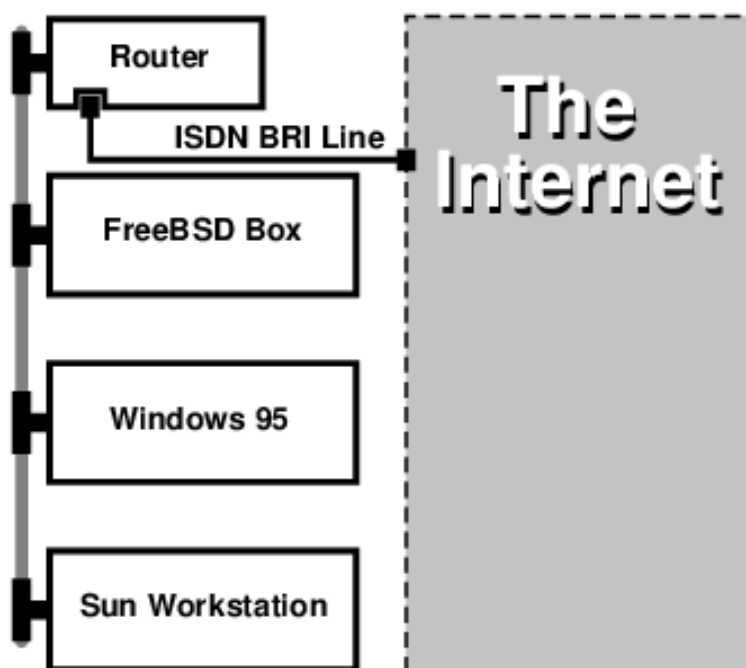 Router
ISDN BRI Line
The
Internet
FreeBSD Box
Windows 95
Sun Workstation